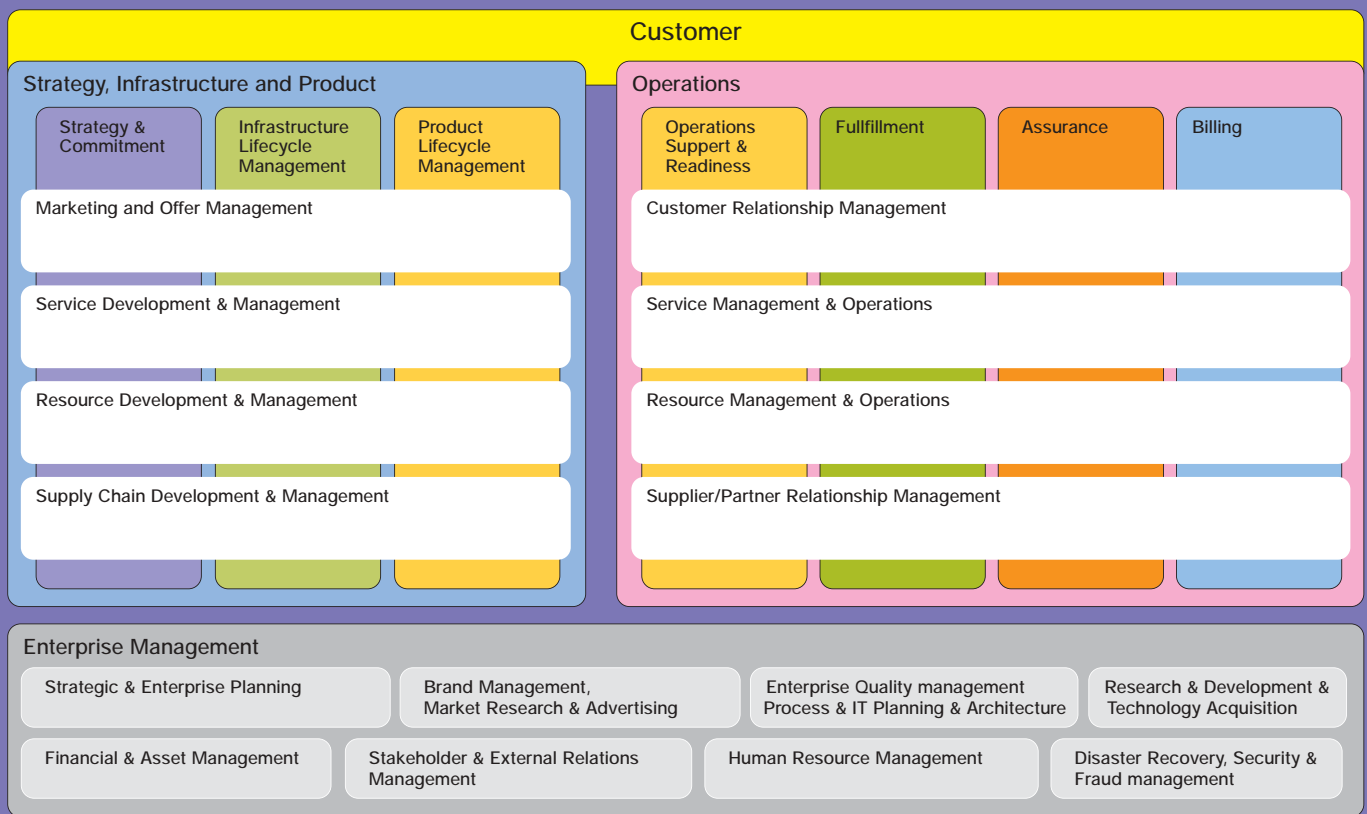 Customer
Strategy, Infrastructure and Product
Strategy &
Commitment
Infrastructure
Lifecycle
Management
Product
Lifecycle
Management
Marketing and Offer Management
Service Development & Management
Resource Development & Management
Supply Chain Development & Management
Operations
Operations
Support &
Readiness
Fullfillment
Assurance
Billing
Customer Relationship Management
Service Management & Operations
Resource Management & Operations
Supplier/Partner Relationship Management
Enterprise Management
Strategic & Enterprise Planning
Brand Management,
Market Research & Advertising
Enterprise Quality management
Process & IT Planning & Architecture
Research & Development &
Technology Acquisition
Financial & Asset Management
Stakeholder & External Relations
Management
Human Resource Management
Disaster Recovery, Security &
Fraud management